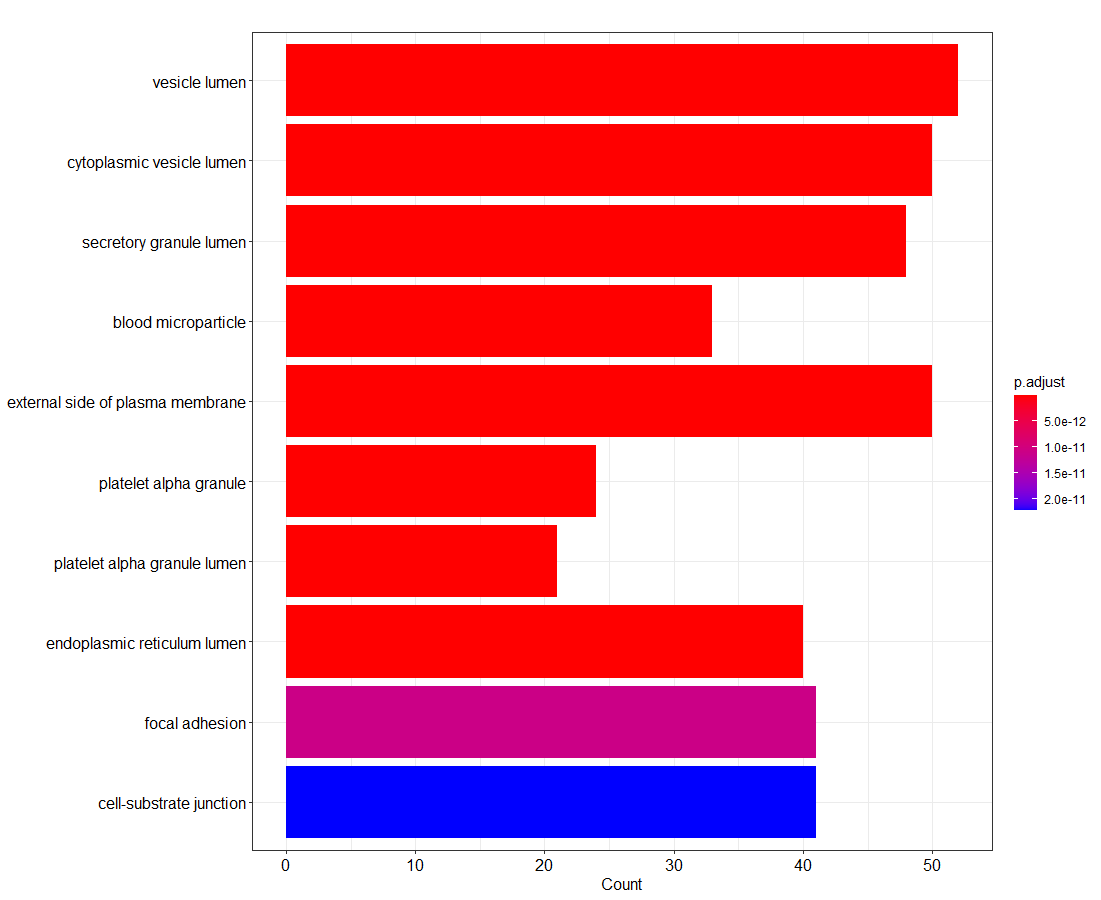 vesicle lumen
cytoplasmic vesicle lumen
secretory granule lumen
blood microparticle
external side of plasma membrane
platelet alpha granule
platelet alpha granule lumen
endoplasmic reticulum lumen
focal adhesion
cell-substrate junction
0 10 20 30 40 50
Count
p.adjust
5.0e-12
1.0e-11
1.5e-11
2.0e-11